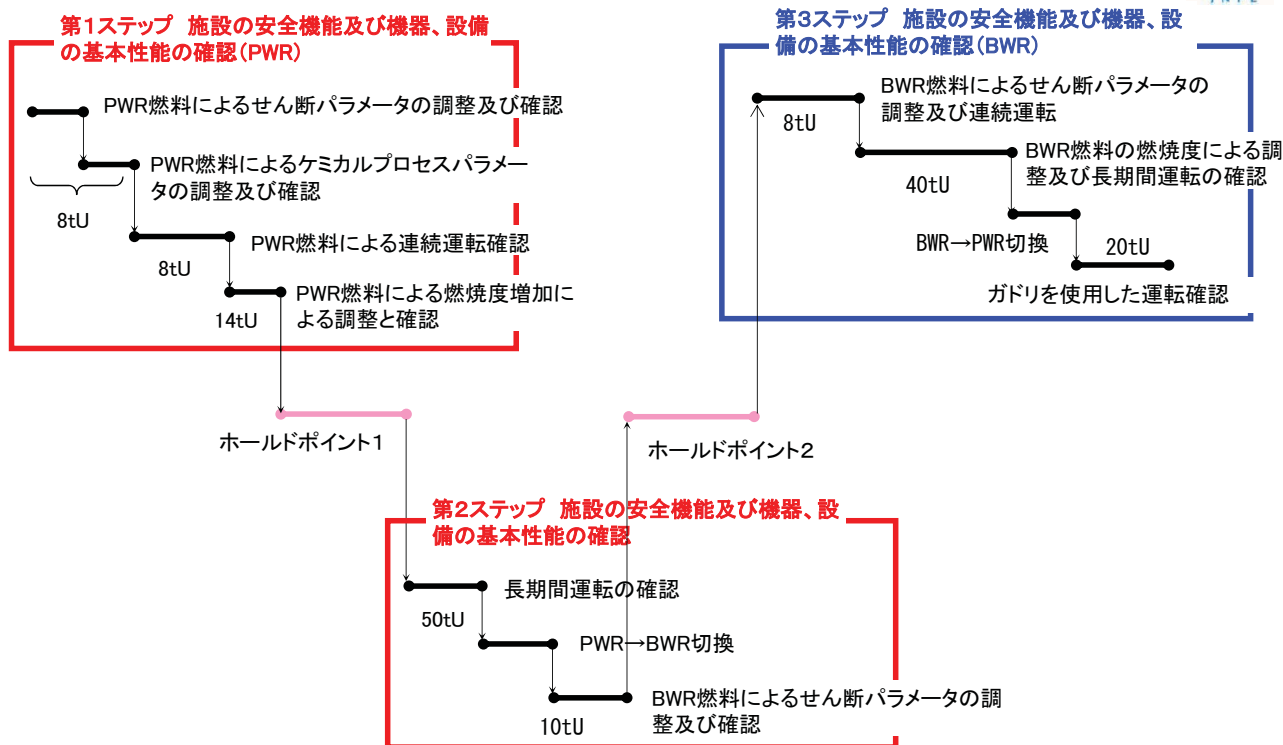 第1ステップ 施設の安全機能及び機器、設
備の基本性能の確認(PWR)
PWR燃料によるせん断パラメータの調整及び確認
PWR燃料によるケミカルプロセスパラメー
タの調整及び確認
8tU
PWR燃料による連続運転確認
8tU
PWR燃料による燃焼度増加に
よる調整と確認
14tU
ホールドポイント1
第2ステップ 施設の安全機能及び機器、設
備の基本性能の確認
長期間運転の確認
50tU
PWR→BWR切換
BWR燃料によるせん断パラメータの調
整及び確認
10tU
ホールドポイント2
第3ステップ 施設の安全機能及び機器、設
備の基本性能の確認(BWR)
BWR燃料によるせん断パラメータの
調整及び連続運転
8tU
BWR燃料の燃焼度による調
整及び長期間運転の確認
40tU
BWR→PWR切換
20tU
ガドリを使用した運転確認